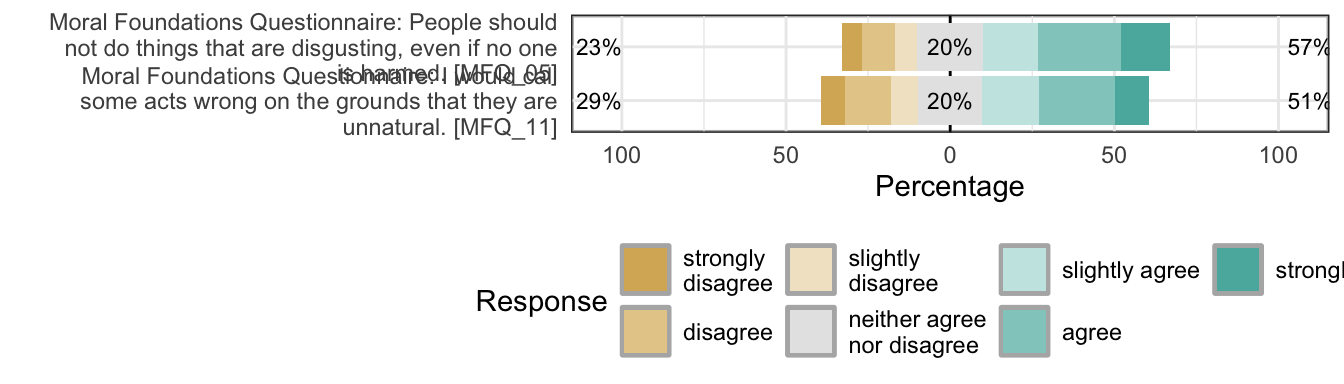 Moral Foundations Questionnaire: People should
not do things that are disgusting, even if no one
is harmed. [MFQ_05]
Moral Foundations Questionnaire: I would call
some acts wrong on the grounds that they are
unnatural. [MFQ_11]
23% 20% 57%
29% 20% 51%
100 50 0 50 100
Percentage
Response
strongly
disagree
slightly
disagree
slightly agree
strongl
disagree
neither agree
nor disagree
agree